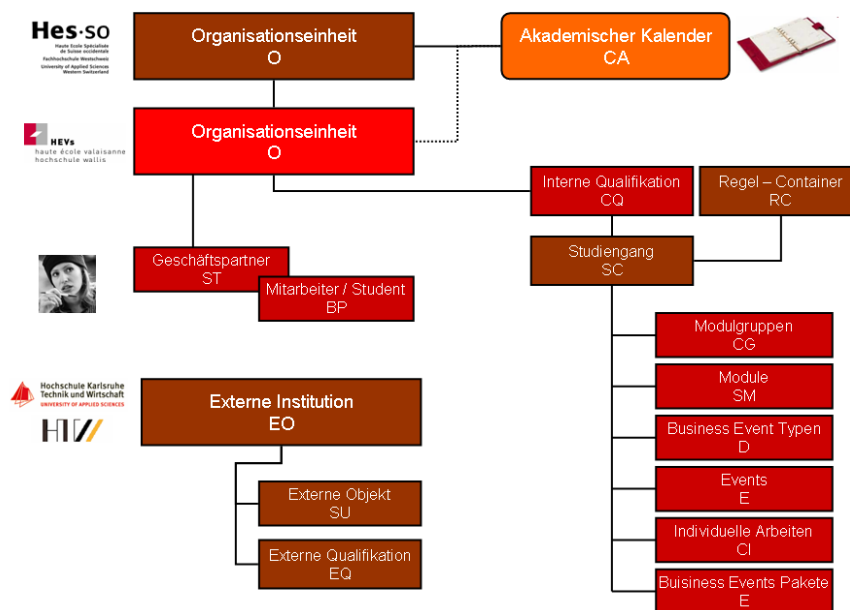 Hes·so
Haute Ecole Spécialisée
de Suisse occidentale
Fachhochschule Westschweiz
University of Applied Sciences
Western Switzerland
Organisationseinheit
O
Akademischer Kalender
CA
HEVs
haute école valaisanne
hochschule wallis
Organisationseinheit
O
Interne Qualifikation
CQ
Regel – Container
RC
Studiengang
SC
Geschäftspartner
ST
Mitarbeiter / Student
BP
Modulgruppen
CG
Module
SM
Business Event Typen
D
Events
E
Individuelle Arbeiten
CI
Buisiness Events Pakete
E
Hochschule Karlsruhe
Technik und Wirtschaft
UNIVERSITY OF APPLIED SCIENCES
Externe Institution
EO
Externe Objekt
SU
Externe Qualifikation
EQ